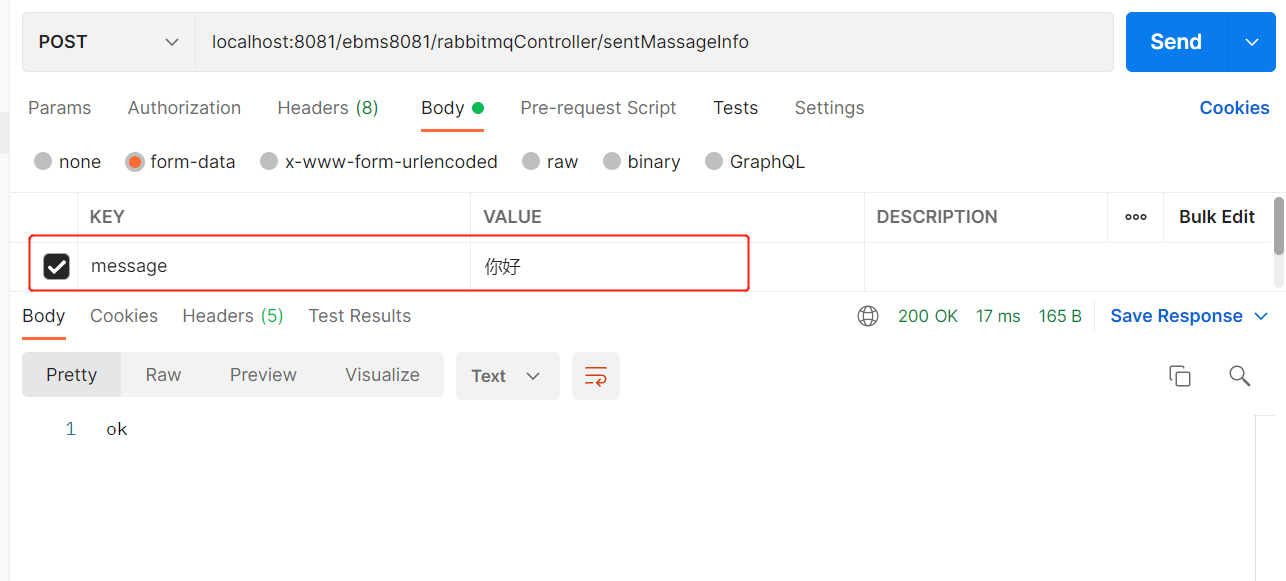 POST localhost:8081/ebms8081/rabbitmqController/sentMassageInfo Send
Params Authorization Headers (8) Body Pre-request Script Tests Settings Cookies
none form-data x-www-form-urlencoded raw binary GraphQL
KEY VALUE DESCRIPTION ooo Bulk Edit
message 你好
Body Cookies Headers (5) Test Results 200 OK 17 ms 165 B Save Response
Pretty Raw Preview Visualize Text
1 ok